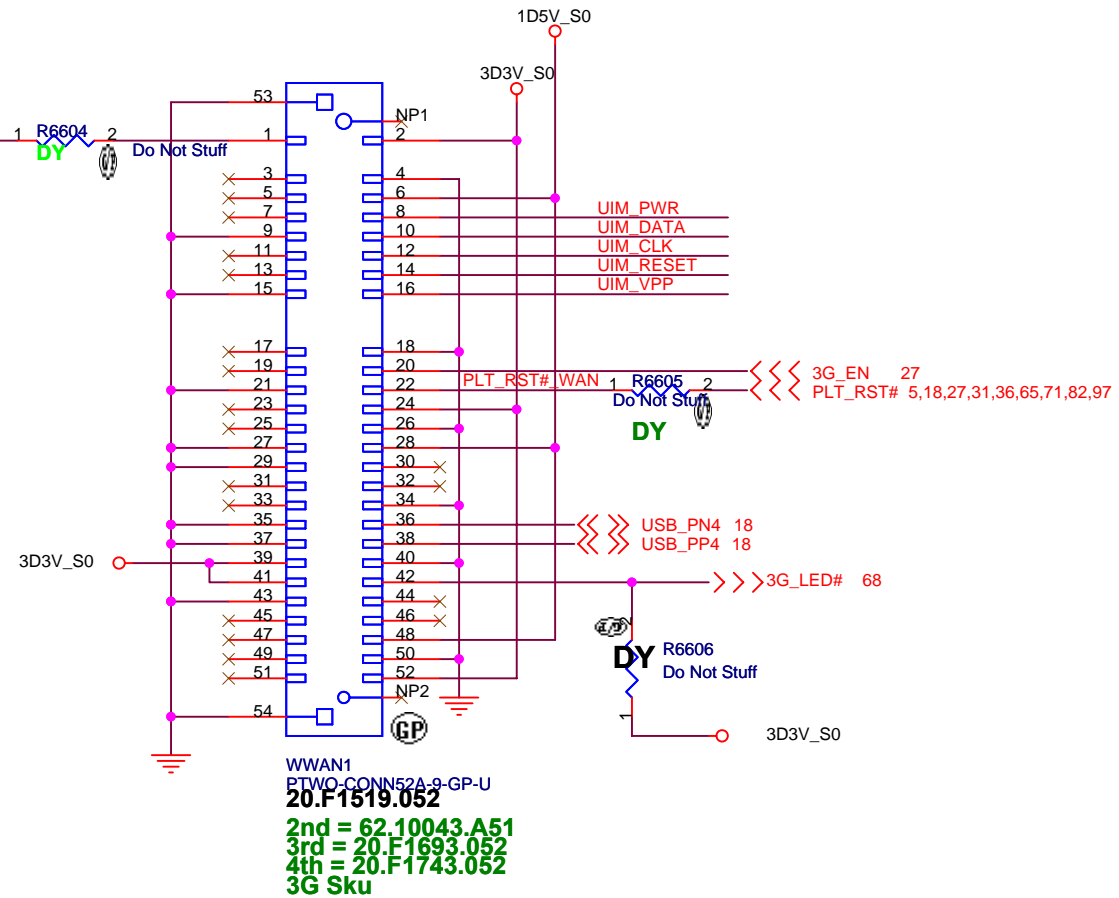 1D5V_S0
3D3V_S0
53
NP1
1 R6604 2
1
2
DY
Do Not Stuff
3
4
5
6
7
8
UIM_PWR
9
10
UIM_DATA
11
12
UIM_CLK
13
14
UIM_RESET
15
16
UIM_VPP
17
18
19
20
3G_EN 27
21
22
PLT_RST#_WAN
1 R6605 2
PLT_RST# 5,18,27,31,36,65,71,82,97
Do Not Stuff
DY
23
24
25
26
27
28
29
30
31
32
33
34
35
36
USB_PN4 18
37
38
USB_PP4 18
3D3V_S0
39
40
41
42
3G_LED# 68
43
44
45
46
47
48
49
50
51
52
2
DY
R6606
Do Not Stuff
1
NP2
54
GP
3D3V_S0
WWAN1
PTWO-CONN52A-9-GP-U
20.F1519.052
2nd = 62.10043.A51
3rd = 20.F1693.052
4th = 20.F1743.052
3G Sku